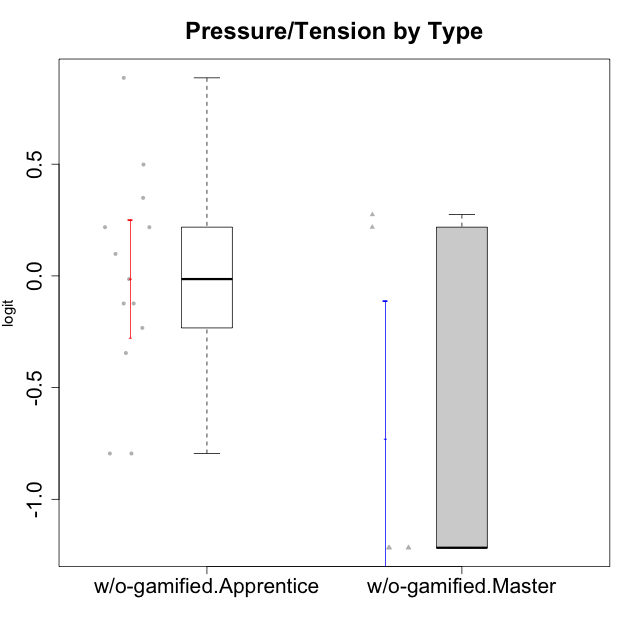 Pressure/Tension by Type
logit
0.5
0.0
-0.5
-1.0
w/o-gamified.Apprentice
w/o-gamified.Master